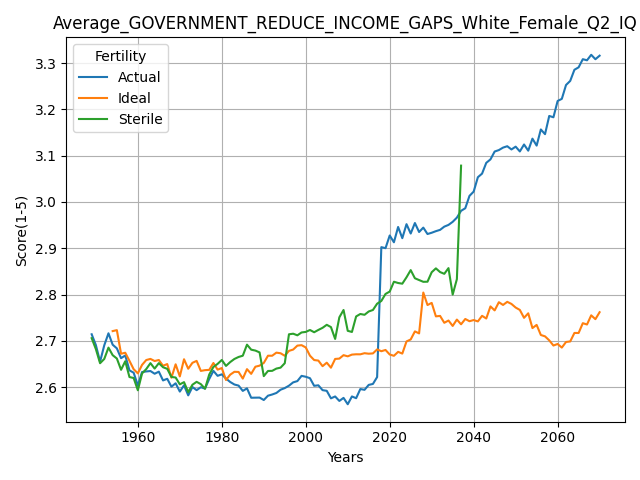 Average_GOVERNMENT_REDUCE_INCOME_GAPS_White_Female_Q2_IQ
Fertility
Actual
Ideal
Sterile
Score(1-5)
3.3
3.2
3.1
3.0
2.9
2.8
2.7
2.6
1960 1980 2000 2020 2040 2060
Years